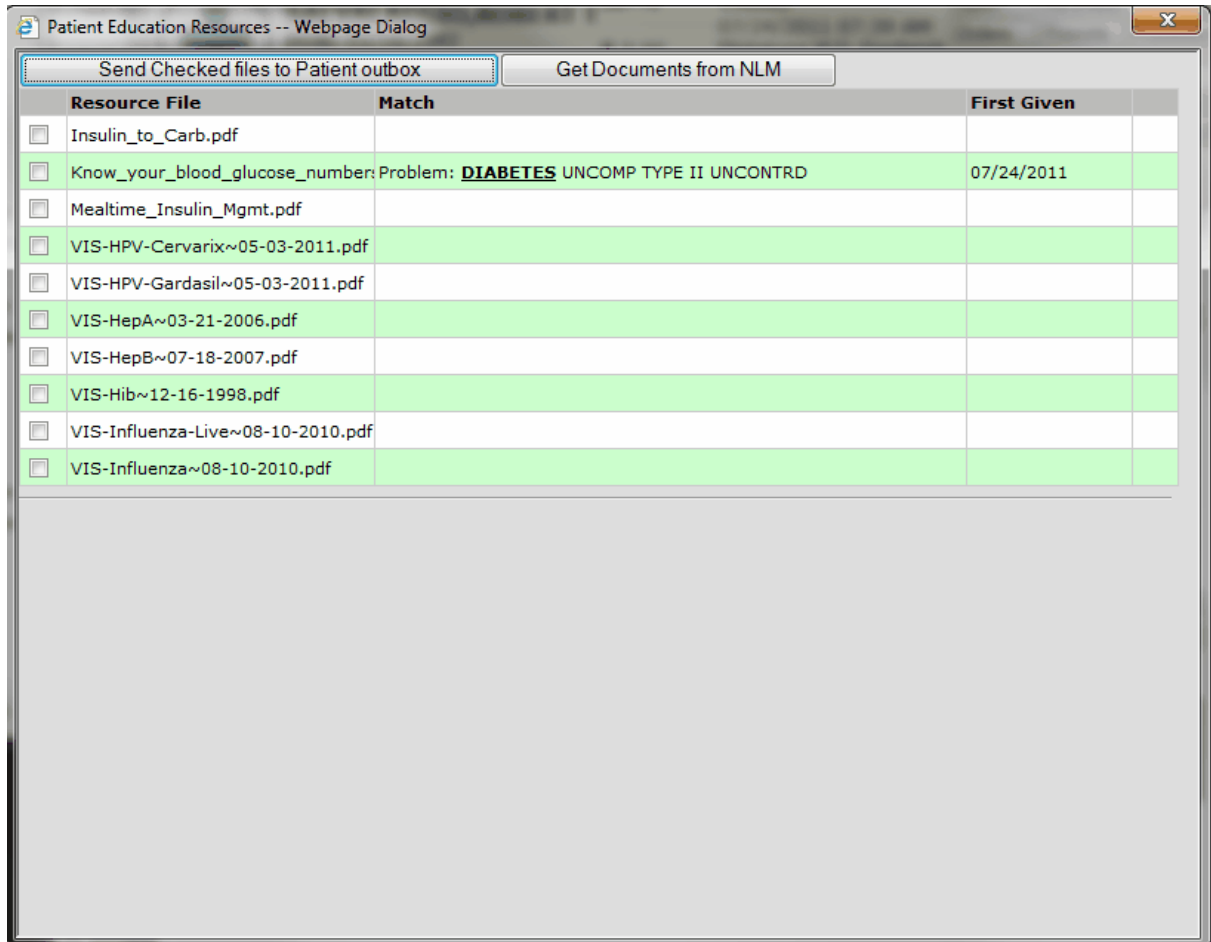 Patient Education Resources -- Webpage Dialog
Send Checked files to Patient outbox Get Documents from NLM
Resource File Match First Given
Insulin_to_Carb.pdf
Know_your_blood_glucose_number: Problem: DIABETES UNCOMP TYPE II UNCONTRD 07/24/2011
Mealtime_Insulin_Mgmt.pdf
VIS-HPV-Cervarix~05-03-2011.pdf
VIS-HPV-Gardasil~05-03-2011.pdf
VIS-HepA~03-21-2006.pdf
VIS-HepB~07-18-2007.pdf
VIS-Hib~12-16-1998.pdf
VIS-Influenza-Live~08-10-2010.pdf
VIS-Influenza~08-10-2010.pdf